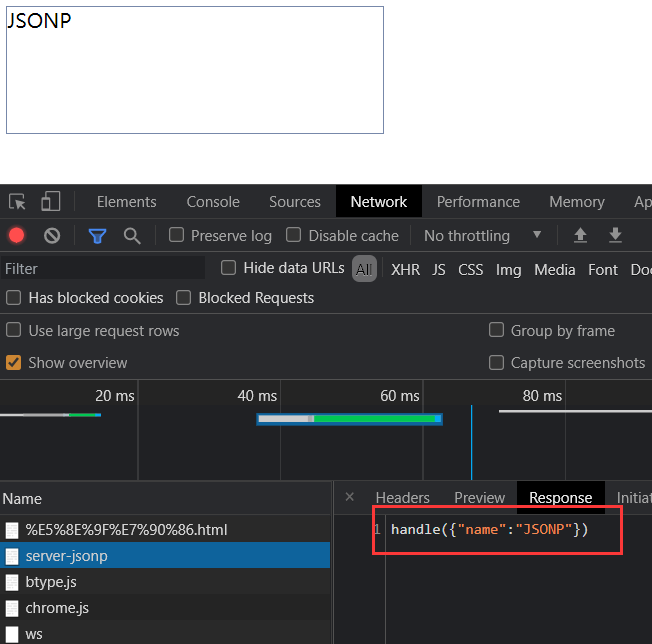 JSONP
Elements Console Sources Network Performance Memory Ap
Preserve log Disable cache No throttling
Filter Hide data URLs All XHR JS CSS Img Media Font Doc
Has blocked cookies Blocked Requests
Use large request rows Group by frame
Show overview Capture screenshots
20 ms 40 ms 60 ms 80 ms
Name × Headers Preview Response Initiat
1 handle({"name":"JSONP"})
%E5%8E%9F%E7%90%86.html
server-jsonp
btype.js
chrome.js
ws